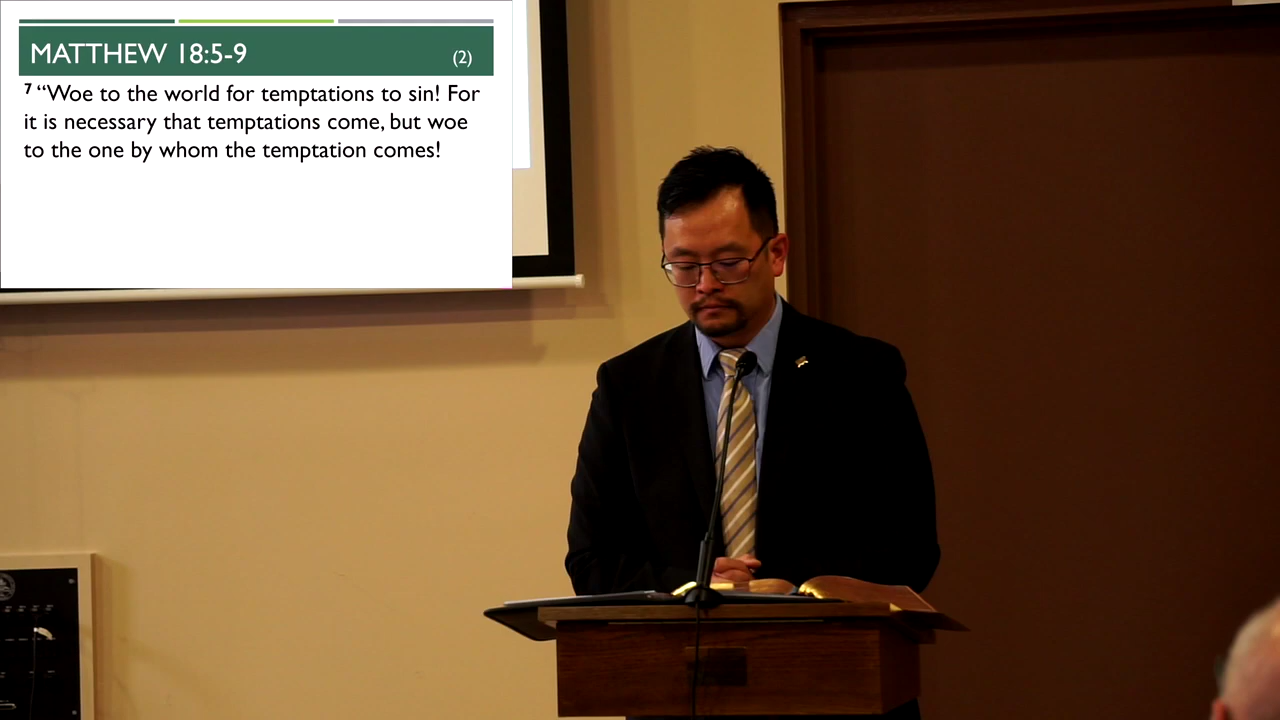 MATTHEW 18:5-9 (2)
7 “Woe to the world for temptations to sin! For
it is necessary that temptations come, but woe
to the one by whom the temptation comes!